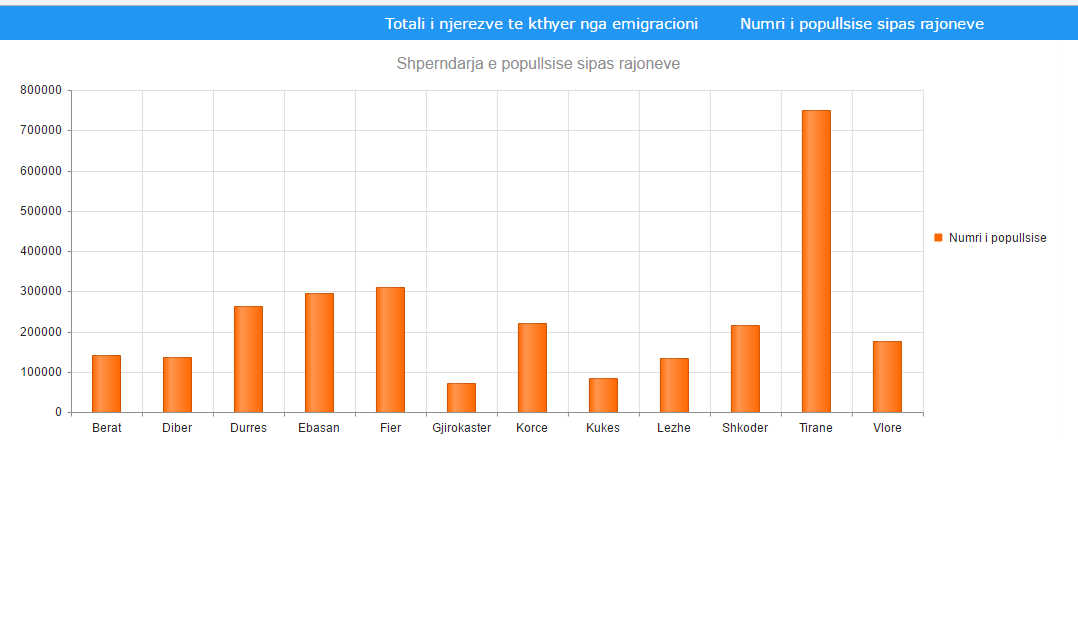 Totali i njerezve te kthyer nga emigracioni Numri i popullsise sipas rajoneve
Shperndarja e popullsise sipas rajoneve
800000
700000
600000
500000
400000
300000
200000
100000
0
Numri i popullsise
Berat Diber Durres Ebasan Fier Gjirokaster Korce Kukes Lezhe Shkoder Tirane Vlore